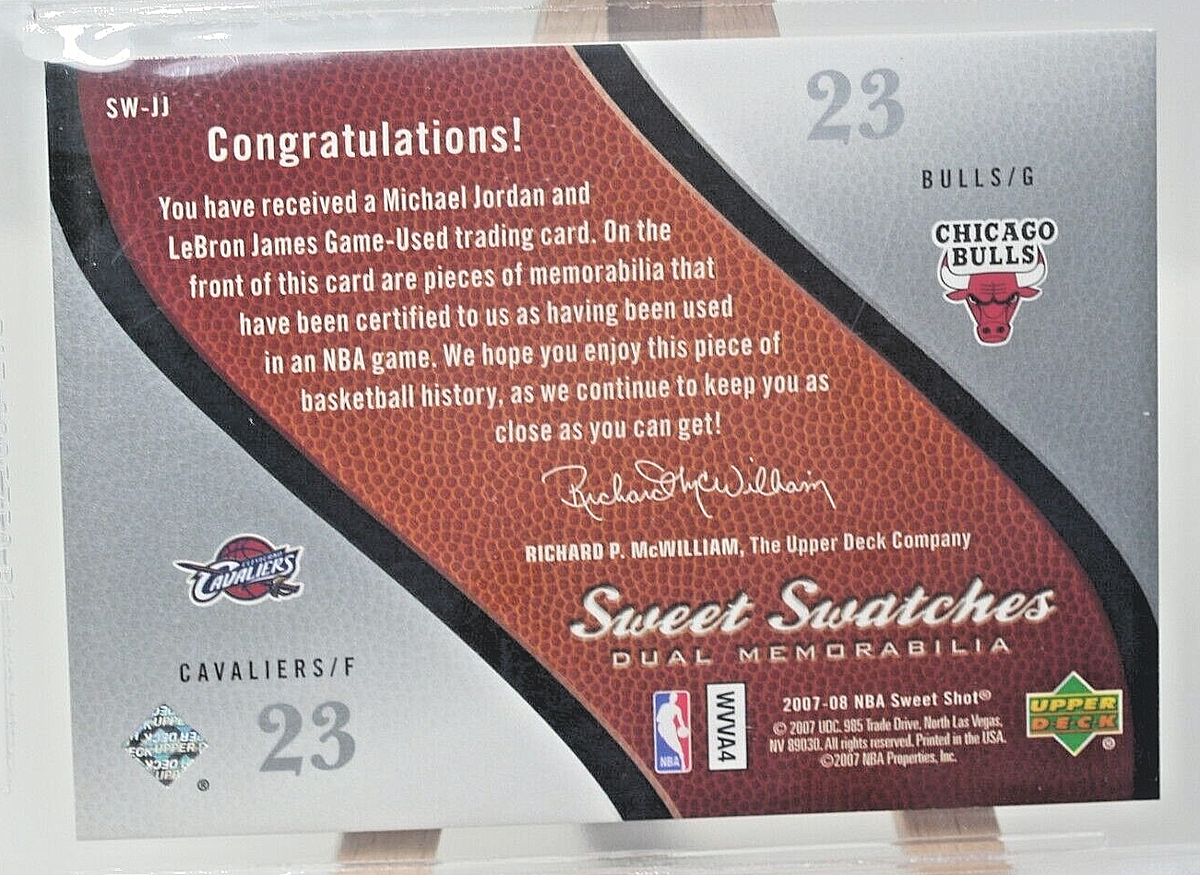 SW-JJ
Congratulations!
You have received a Michael Jordan and
LeBron James Game-Used trading card. On the
front of this card are pieces of memorabilia that
have been certified to us as having been used
in an NBA game. We hope you enjoy this piece of
basketball history, as we continue to keep you as
close as you can get!
Richard McWilliam
RICHARD P. McWILLIAM, The Upper Deck Company
Sweet Swatches
DUAL MEMORABILIA
2007-08 NBA Sweet Shot®
© 2007 UDC. 985 Trade Drive, North Las Vegas,
NV 89030. All rights reserved. Printed in the USA.
©2007 NBA Properties, Inc.
NBA
WVVA4
UPPER
DECK
®
23
BULLS/G
CHICAGO
BULLS
CAVALIERS
CAVALIERS/F
23
UPPER D
®